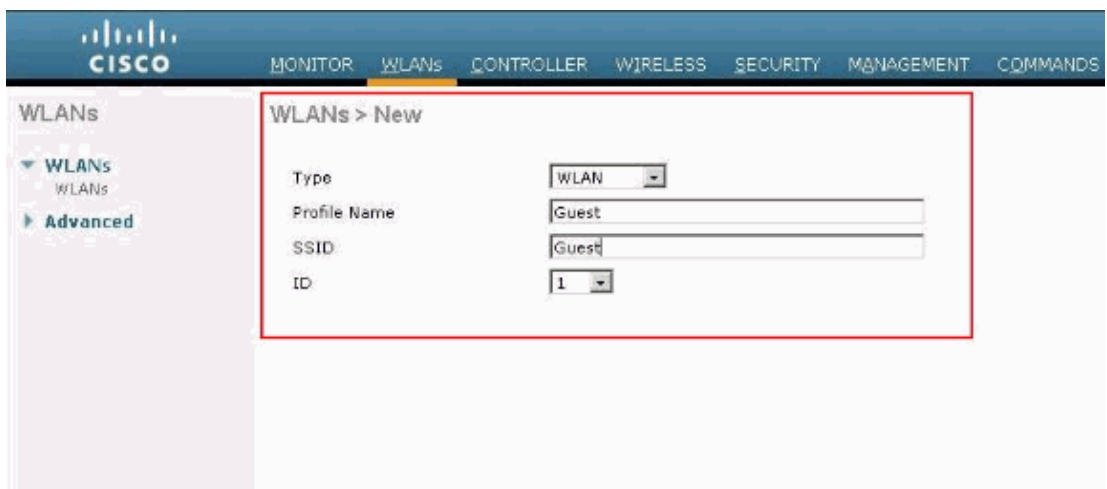 CISCO
MONITOR WLANs CONTROLLER WIRELESS SECURITY MANAGEMENT COMMANDS
WLANs
WLANs
WLANs
Advanced
WLANs > New
Type WLAN
Profile Name Guest
SSID Guest
ID 1